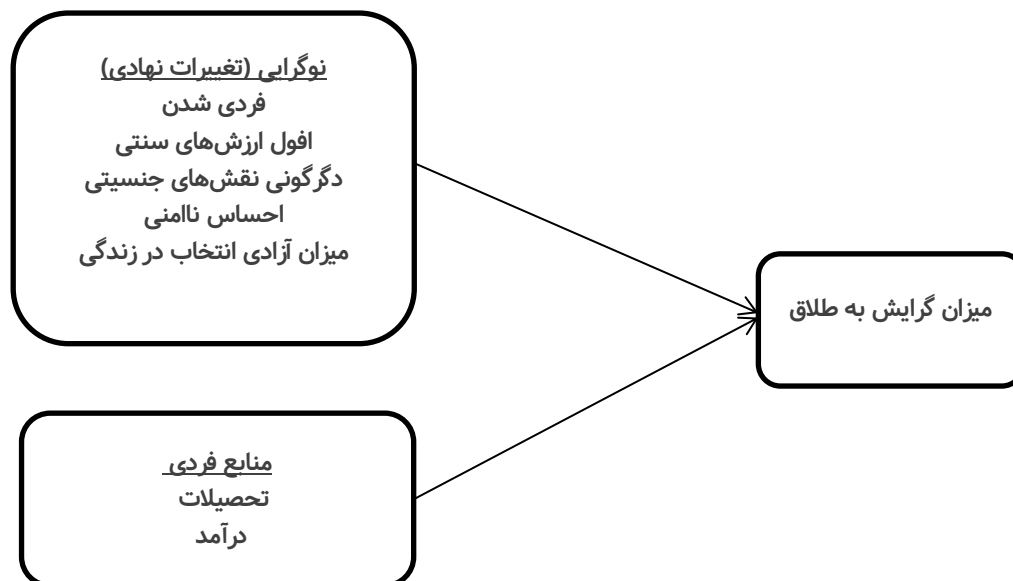 نوگرایی (تغییرات نهادی)
فردی شدن
افول ارزش‌های سنتی
دگرگونی نقش‌های جنسیتی
احساس ناامنی
میزان آزادی انتخاب در زندگی
میزان گرایش به طلاق
منابع فردی
تحصیلات
درآمد